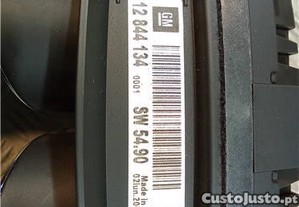 GM
12 844 134
0001
SW 54.90
Made in
02jun.20
CustoJusto.pt